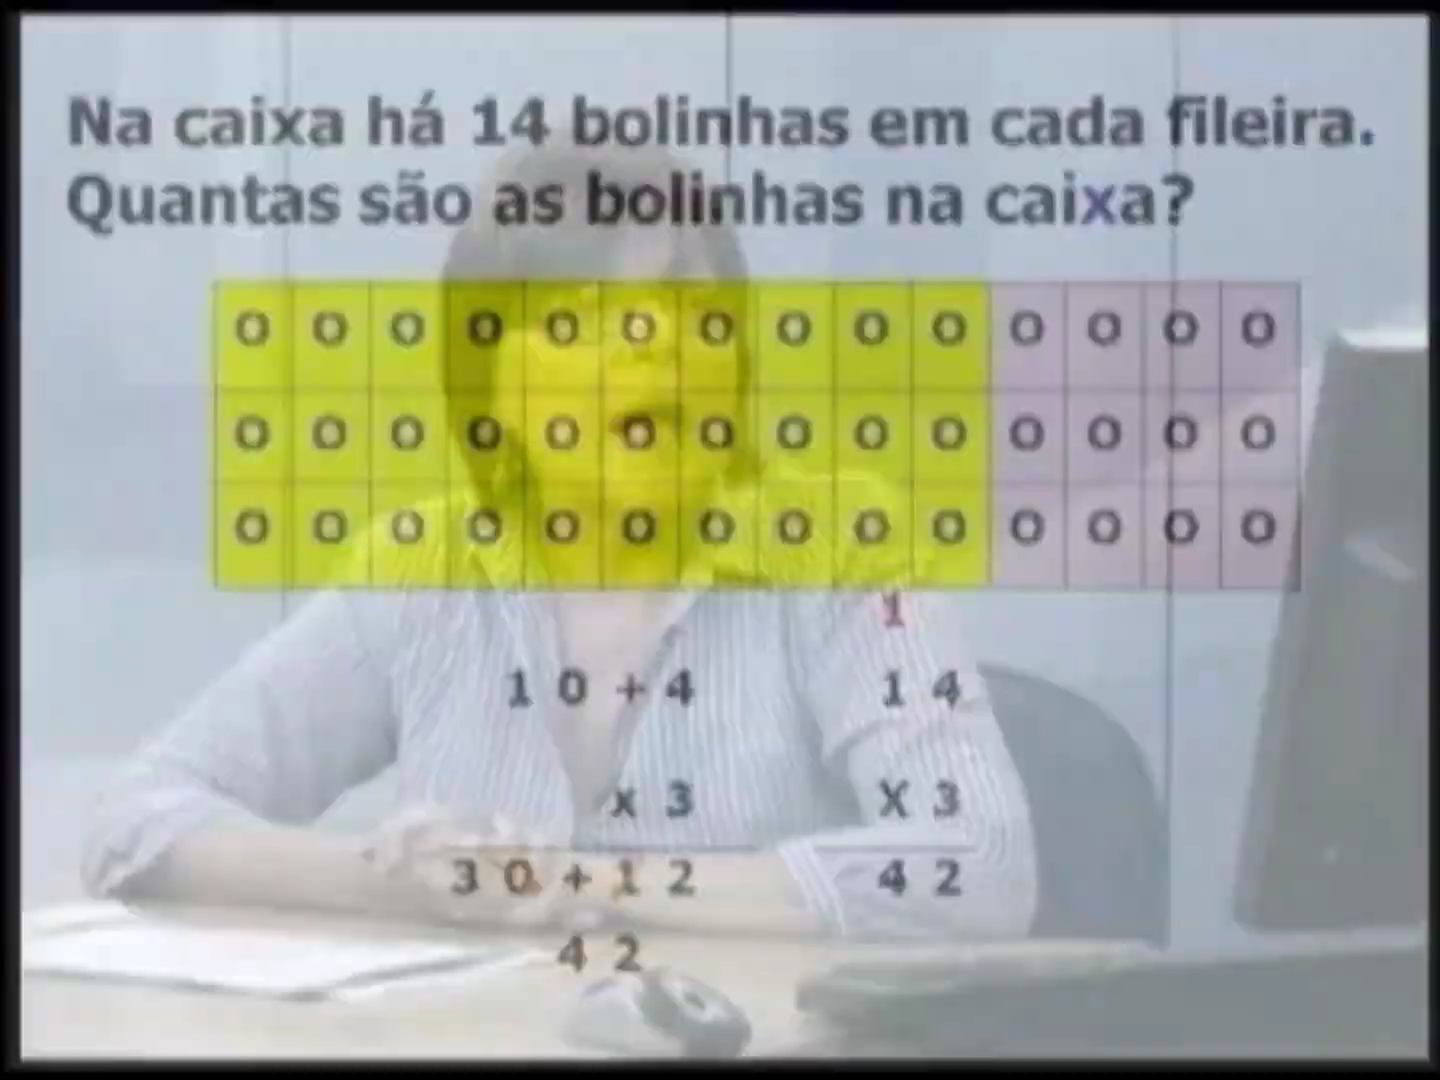 Na caixa há 14 bolinhas em cada fileira.
Quantas são as bolinhas na caixa?
O O O O O O O O O O O O O O
O O O O O O O O O O O O O O
O O O O O O O O O O O O O O
1
1 0 + 4 1 4
x 3 X 3
3 0 + 1 2 4 2
4 2